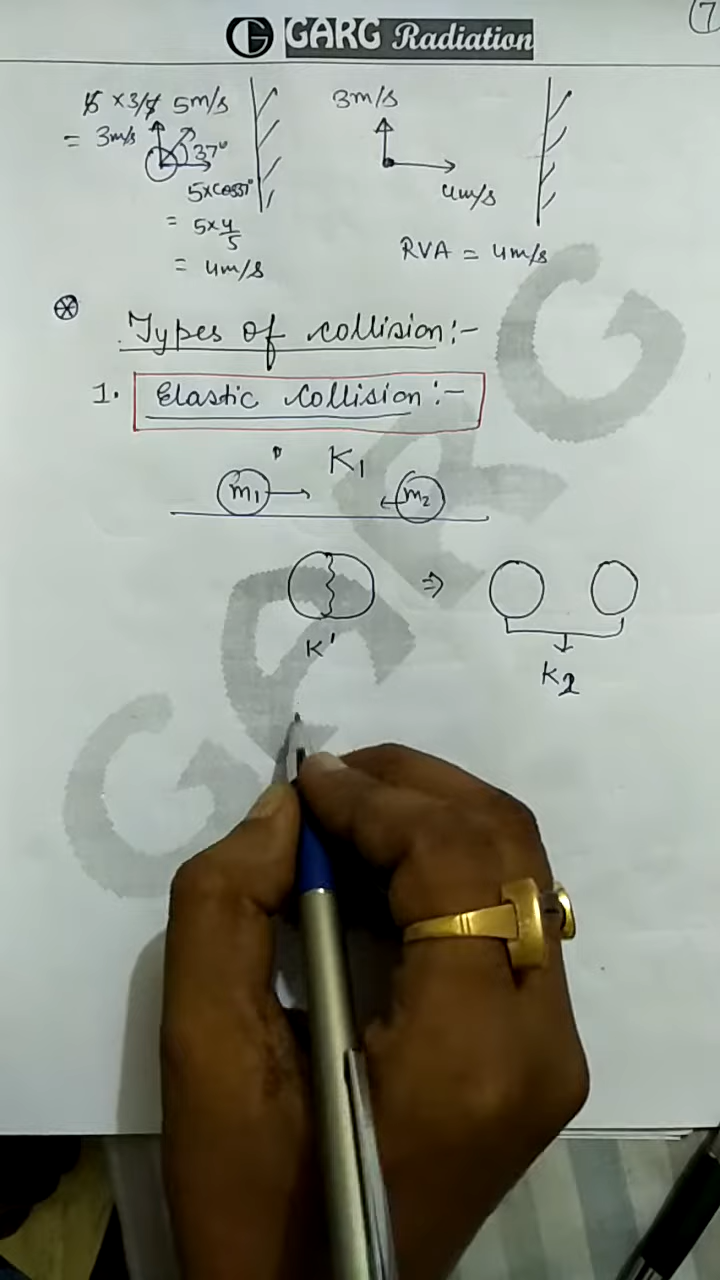 7
G GARG Radiation
5 × 3/5 5m/s
= 3m/s 37°
5×cos37°
= 5×4/5
= 4m/s
3m/s
4m/s
RVA = 4m/s
Types of collision:-
1. Elastic collision:-
K1
m1 m2
⇒
K'
K2
GARG